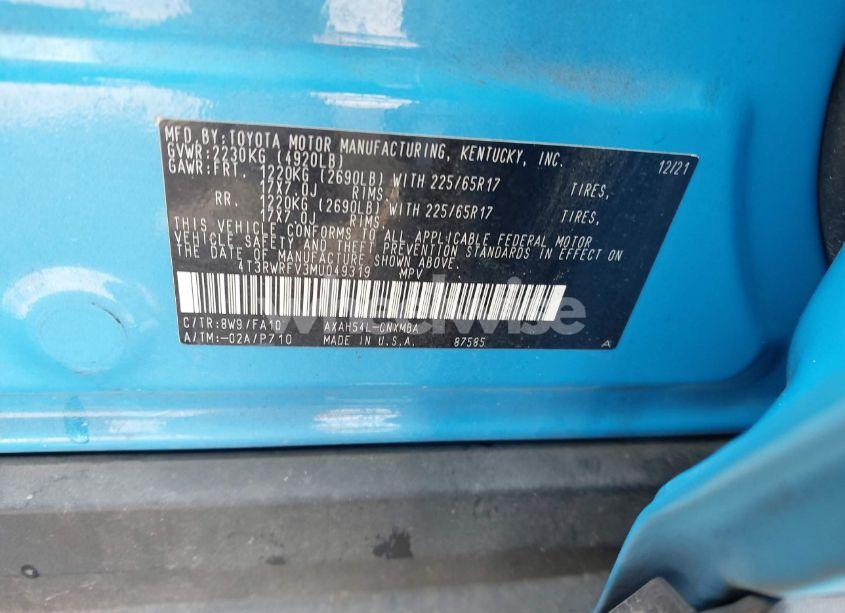 MFD. BY: TOYOTA MOTOR MANUFACTURING, KENTUCKY, INC. 12/21
GVWR: 2230KG (4920LB)
GAWR: FRT. 1220KG (2690LB) WITH 225/65R17 TIRES,
17X7.0J RIMS
RR. 1220KG (2690LB) WITH 225/65R17 TIRES,
17X7.0J RIMS
THIS VEHICLE CONFORMS TO ALL APPLICABLE FEDERAL MOTOR
VEHICLE SAFETY AND THEFT PREVENTION STANDARDS IN EFFECT ON
THE DATE OF MANUFACTURE SHOWN ABOVE.
4T3RWRFV3MU049319 MPV
wheelwise
C/TR: 8W9/FA10 AXAH54L-CNXMBA
A/TM: -02A/P710 MADE IN U.S.A. 87585 A